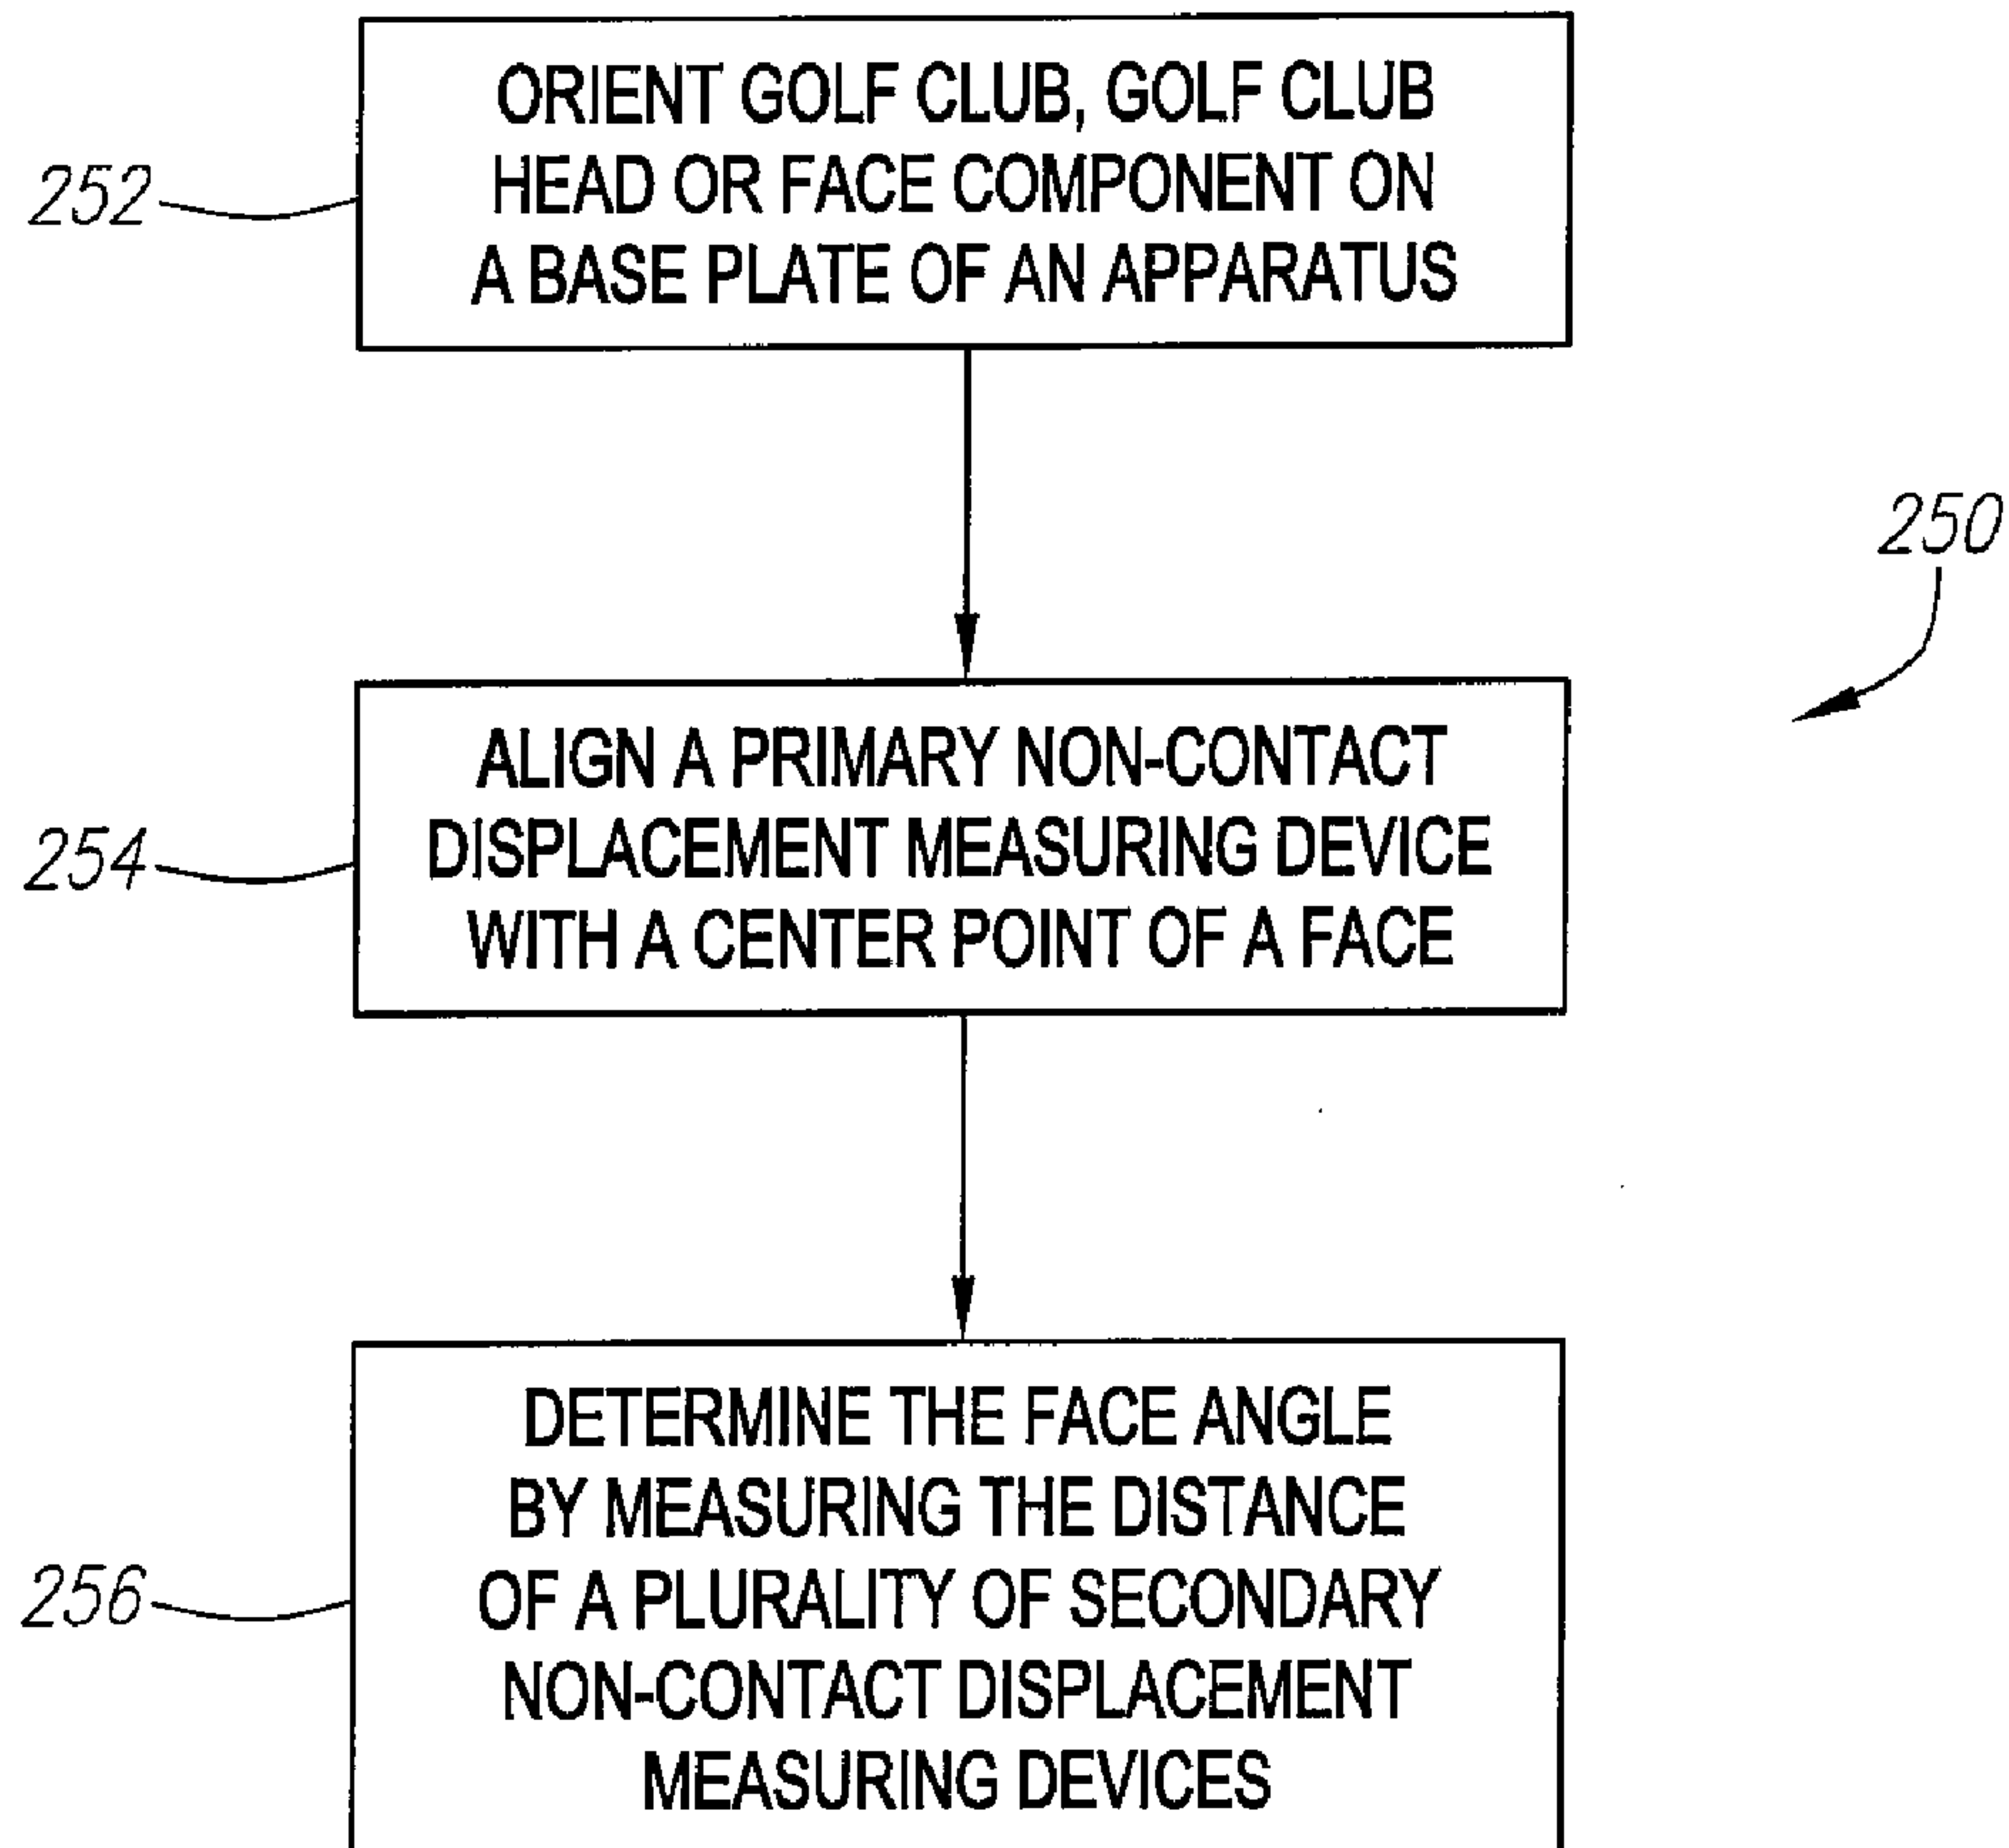 ORIENT GOLF CLUB, GOLF CLUB
HEAD OR FACE COMPONENT ON
A BASE PLATE OF AN APPARATUS
252
250
ALIGN A PRIMARY NON-CONTACT
DISPLACEMENT MEASURING DEVICE
WITH A CENTER POINT OF A FACE
254
DETERMINE THE FACE ANGLE
BY MEASURING THE DISTANCE
OF A PLURALITY OF SECONDARY
NON-CONTACT DISPLACEMENT
MEASURING DEVICES
256